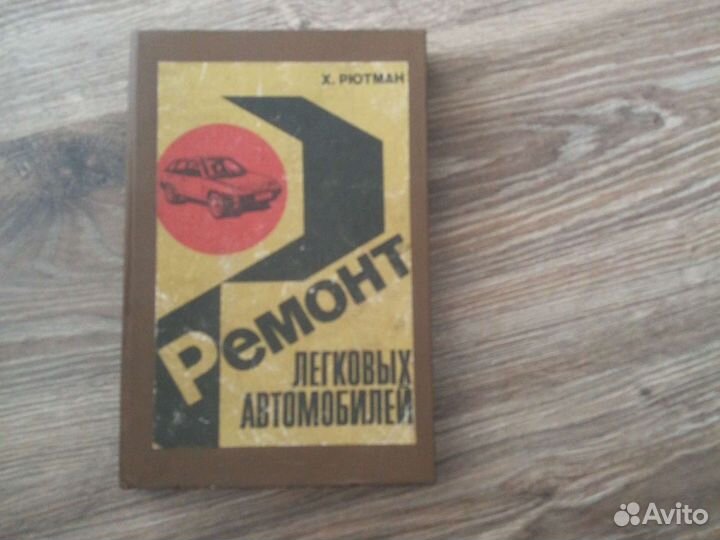 Х. РЮТМАН
Ремонт
ЛЕГКОВЫХ
АВТОМОБИЛЕЙ
Avito